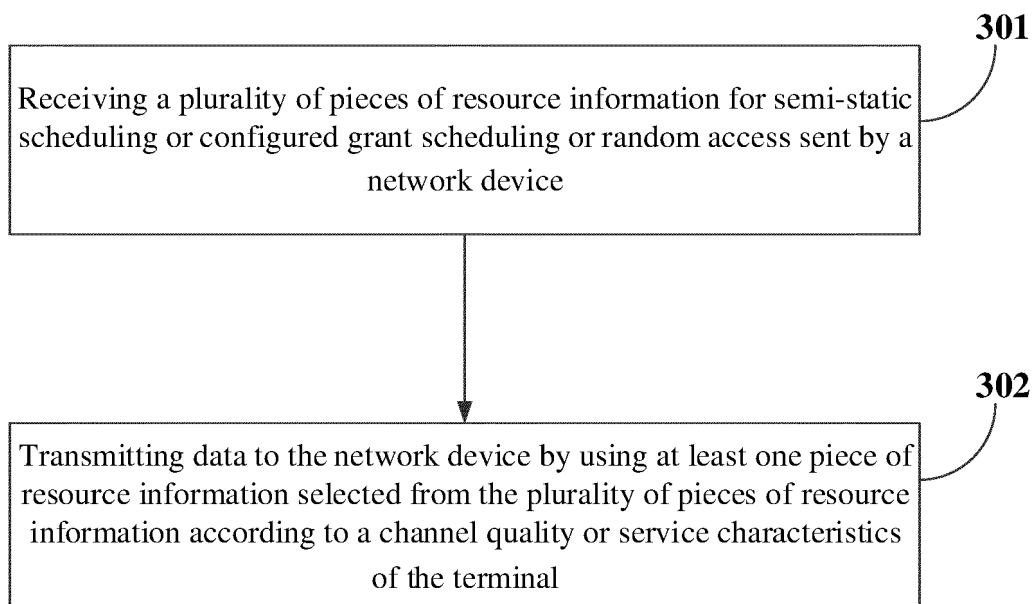 301
Receiving a plurality of pieces of resource information for semi-static
scheduling or configured grant scheduling or random access sent by a
network device
302
Transmitting data to the network device by using at least one piece of
resource information selected from the plurality of pieces of resource
information according to a channel quality or service characteristics
of the terminal